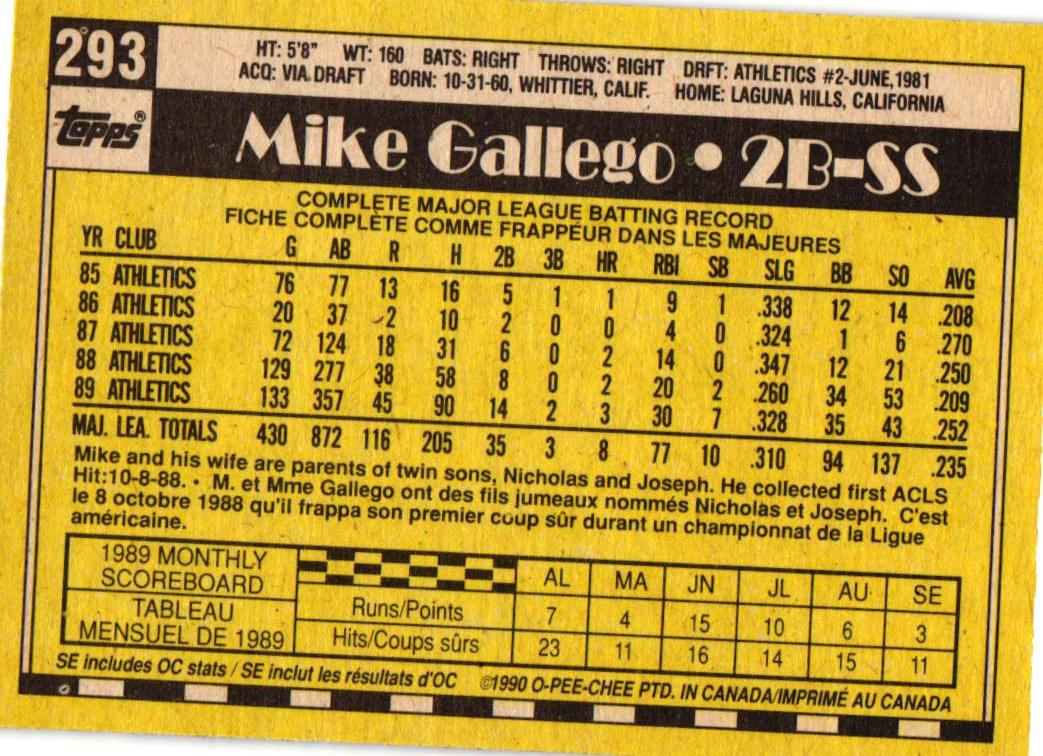 293
HT: 5'8" WT: 160 BATS: RIGHT THROWS: RIGHT DRFT: ATHLETICS #2-JUNE,1981
ACQ: VIA DRAFT BORN: 10-31-60, WHITTIER, CALIF. HOME: LAGUNA HILLS, CALIFORNIA
topps®
Mike Gallego • 2B-SS
COMPLETE MAJOR LEAGUE BATTING RECORD
FICHE COMPLÈTE COMME FRAPPEUR DANS LES MAJEURES
YR CLUB G AB R H 2B 3B HR RBI SB SLG BB SO AVG
85 ATHLETICS 76 77 13 16 5 1 1 9 1 .338 12 14 .208
86 ATHLETICS 20 37 2 10 2 0 0 4 0 .324 1 6 .270
87 ATHLETICS 72 124 18 31 6 0 2 14 0 .347 12 21 .250
88 ATHLETICS 129 277 38 58 8 0 2 20 2 .260 34 53 .209
89 ATHLETICS 133 357 45 90 14 2 3 30 7 .328 35 43 .252
MAJ. LEA. TOTALS 430 872 116 205 35 3 8 77 10 .310 94 137 .235
Mike and his wife are parents of twin sons, Nicholas and Joseph. He collected first ACLS
Hit:10-8-88. • M. et Mme Gallego ont des fils jumeaux nommés Nicholas et Joseph. C'est
le 8 octobre 1988 qu'il frappa son premier coup sûr durant un championnat de la Ligue
américaine.
1989 MONTHLY
SCOREBOARD
TABLEAU
MENSUEL DE 1989
AL MA JN JL AU SE
Runs/Points 7 4 15 10 6 3
Hits/Coups sûrs 23 11 16 14 15 11
SE includes OC stats / SE inclut les résultats d'OC ©1990 O-PEE-CHEE PTD. IN CANADA/IMPRIMÉ AU CANADA